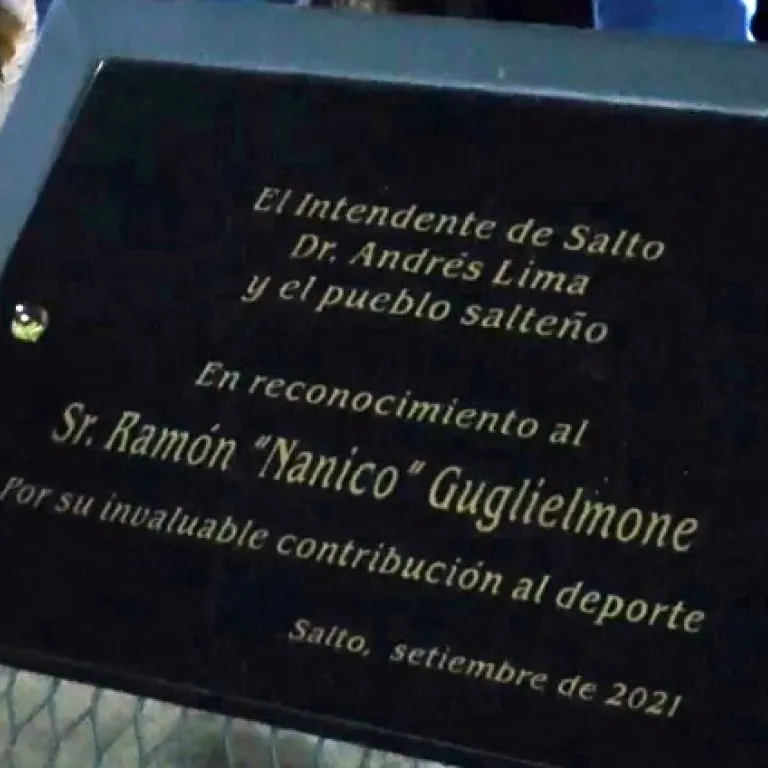 El Intendente de Salto
Dr. Andrés Lima
y el pueblo salteño
En reconocimiento al
Sr. Ramón "Nanico" Guglielmone
Por su invaluable contribución al deporte
Salto, setiembre de 2021